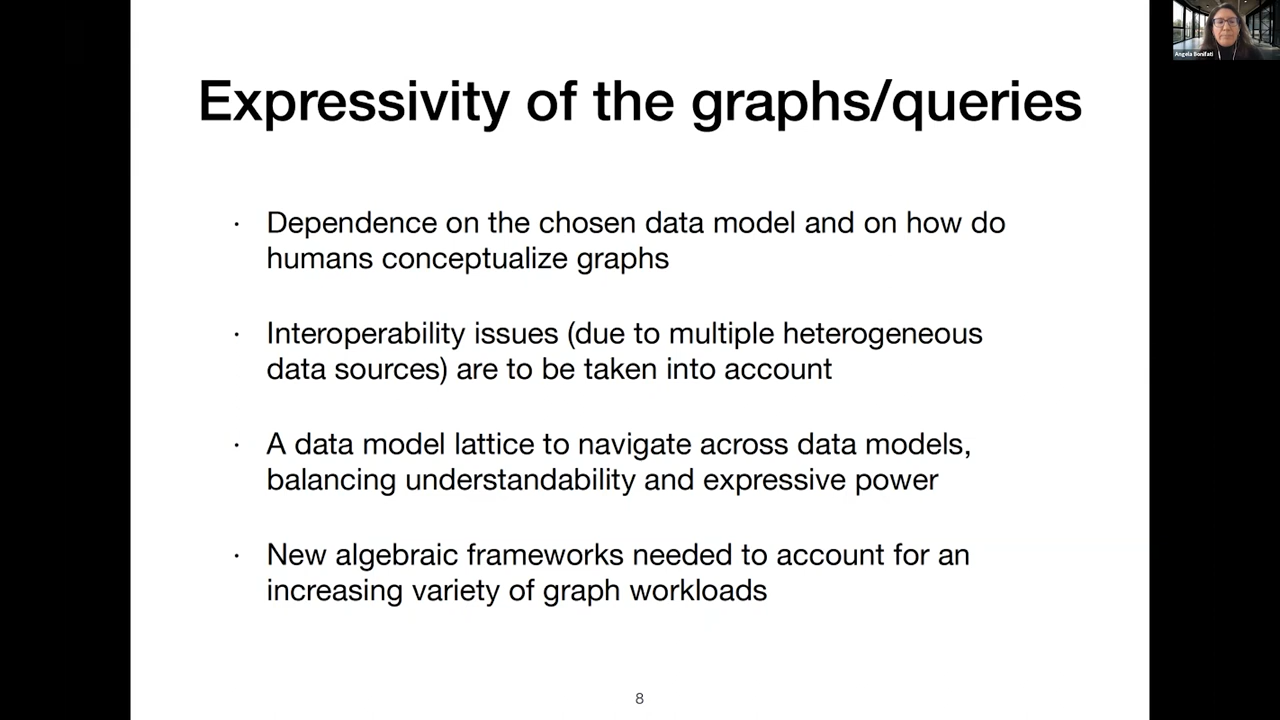 Angela Bonifati
Expressivity of the graphs/queries
· Dependence on the chosen data model and on how do
humans conceptualize graphs
· Interoperability issues (due to multiple heterogeneous
data sources) are to be taken into account
· A data model lattice to navigate across data models,
balancing understandability and expressive power
· New algebraic frameworks needed to account for an
increasing variety of graph workloads
8